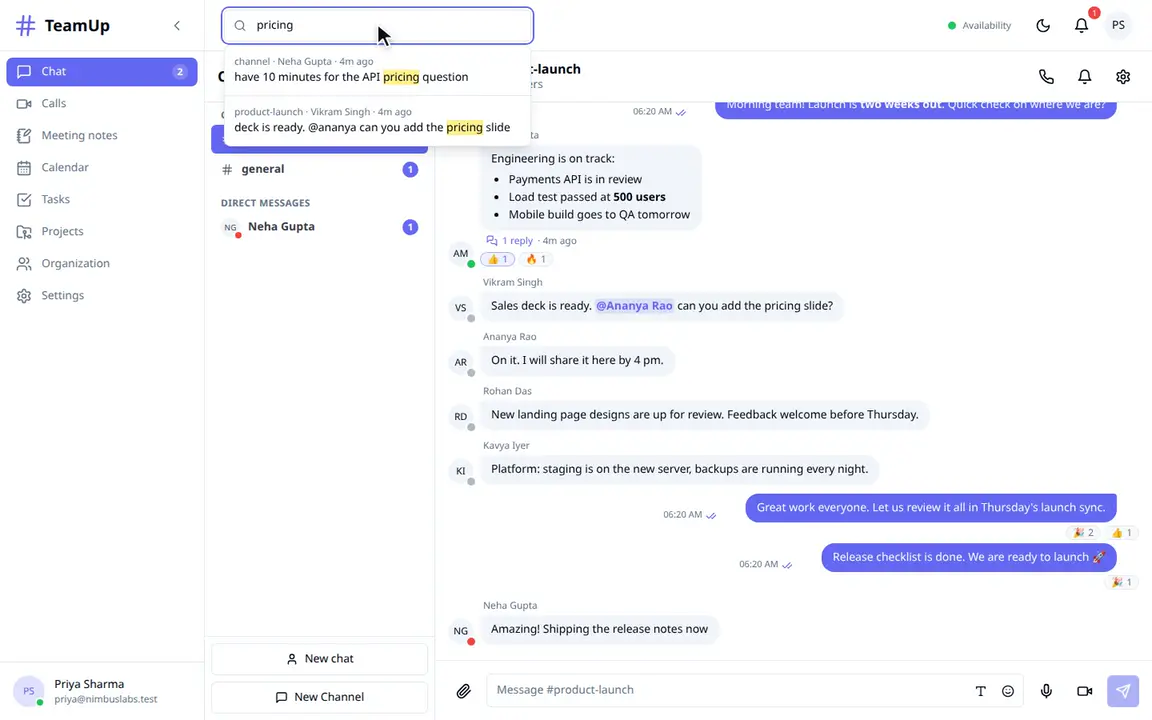 TeamUp
pricing
Availability
1
PS
channel · Neha Gupta · 4m ago
have 10 minutes for the API pricing question
product-launch · Vikram Singh · 4m ago
deck is ready. @ananya can you add the pricing slide
Chat 2
Calls
Meeting notes
Calendar
Tasks
Projects
Organization
Settings
# general 1
DIRECT MESSAGES
NG Neha Gupta 1
New chat
New Channel
PS Priya Sharma
priya@nimbuslabs.test
-launch
06:20 AM
Morning team! Launch is two weeks out. Quick check on where we are?
Engineering is on track:
• Payments API is in review
• Load test passed at 500 users
• Mobile build goes to QA tomorrow
1 reply · 4m ago
AM
👍 1 🔥 1
Vikram Singh
VS
Sales deck is ready. @Ananya Rao can you add the pricing slide?
Ananya Rao
AR
On it. I will share it here by 4 pm.
Rohan Das
RD
New landing page designs are up for review. Feedback welcome before Thursday.
Kavya Iyer
KI
Platform: staging is on the new server, backups are running every night.
06:20 AM
Great work everyone. Let us review it all in Thursday's launch sync.
🎉 2 👍 1
06:20 AM
Release checklist is done. We are ready to launch 🚀
🎉 1
Neha Gupta
NG
Amazing! Shipping the release notes now
Message #product-launch